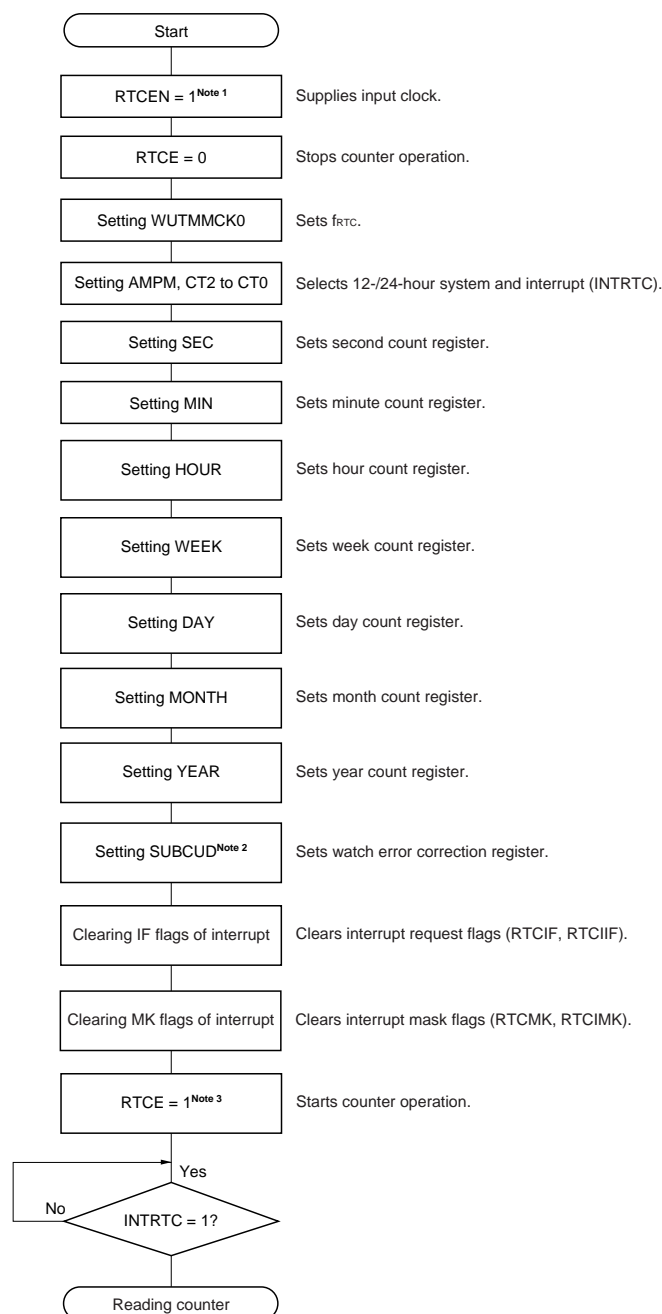 Start
RTCEN = 1Note 1 Supplies input clock.
RTCE = 0 Stops counter operation.
Setting WUTMMCK0 Sets fRTC.
Setting AMPM, CT2 to CT0 Selects 12-/24-hour system and interrupt (INTRTC).
Setting SEC Sets second count register.
Setting MIN Sets minute count register.
Setting HOUR Sets hour count register.
Setting WEEK Sets week count register.
Setting DAY Sets day count register.
Setting MONTH Sets month count register.
Setting YEAR Sets year count register.
Setting SUBCUDNote 2 Sets watch error correction register.
Clearing IF flags of interrupt Clears interrupt request flags (RTCIF, RTCIIF).
Clearing MK flags of interrupt Clears interrupt mask flags (RTCMK, RTCIMK).
RTCE = 1Note 3 Starts counter operation.
Yes
No
INTRTC = 1?
Reading counter